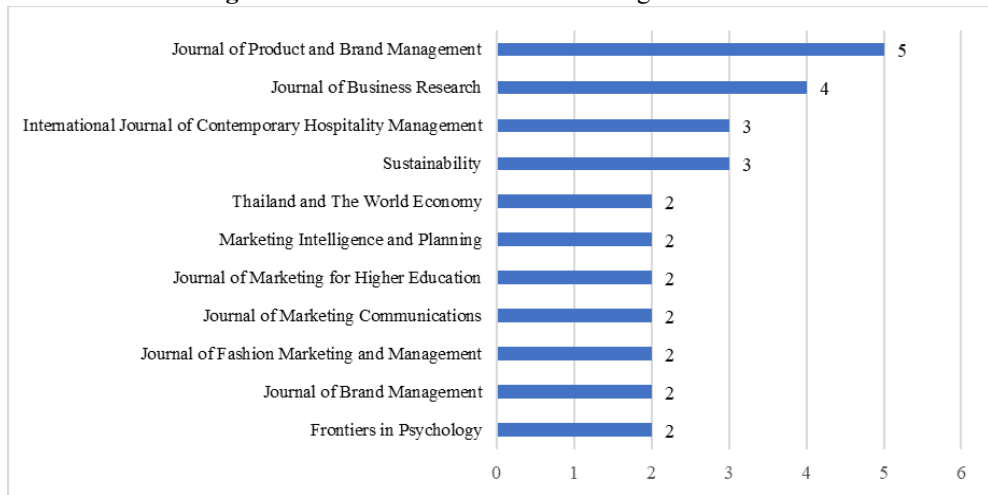 Journal of Product and Brand Management 5
Journal of Business Research 4
International Journal of Contemporary Hospitality Management 3
Sustainability 3
Thailand and The World Economy 2
Marketing Intelligence and Planning 2
Journal of Marketing for Higher Education 2
Journal of Marketing Communications 2
Journal of Fashion Marketing and Management 2
Journal of Brand Management 2
Frontiers in Psychology 2
0 1 2 3 4 5 6